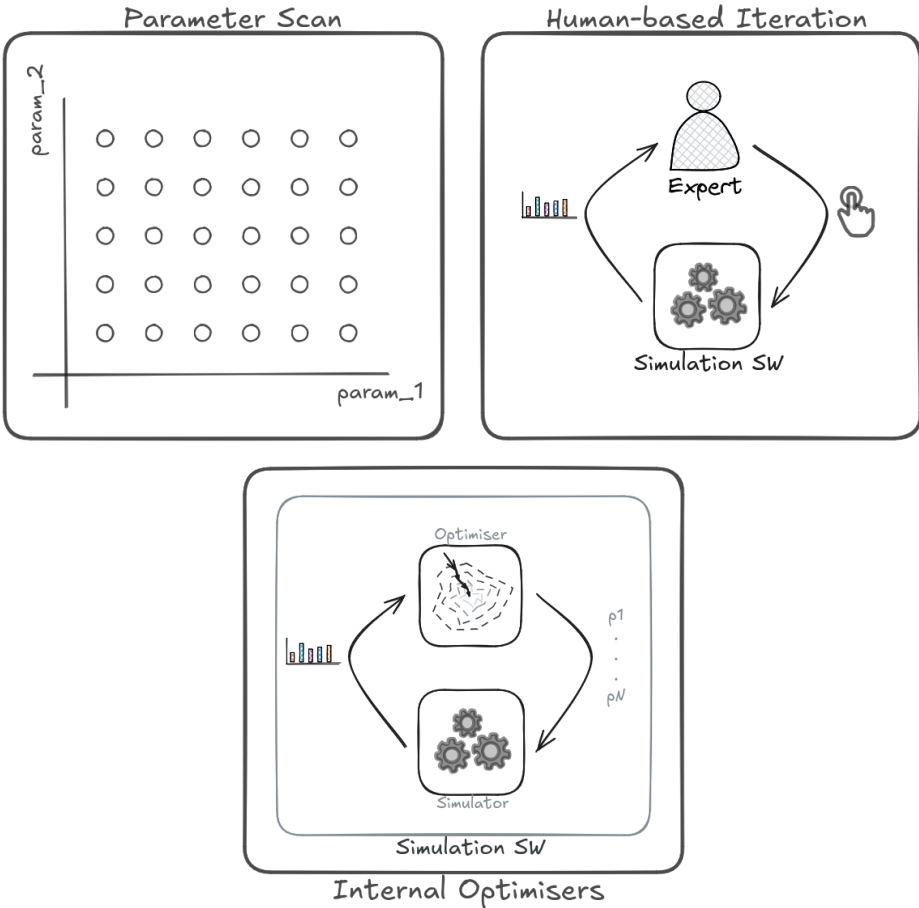 Parameter Scan
param_2
param_1
Human-based Iteration
Expert
Simulation SW
Optimiser
p1
.
.
.
pN
Simulator
Simulation SW
Internal Optimisers